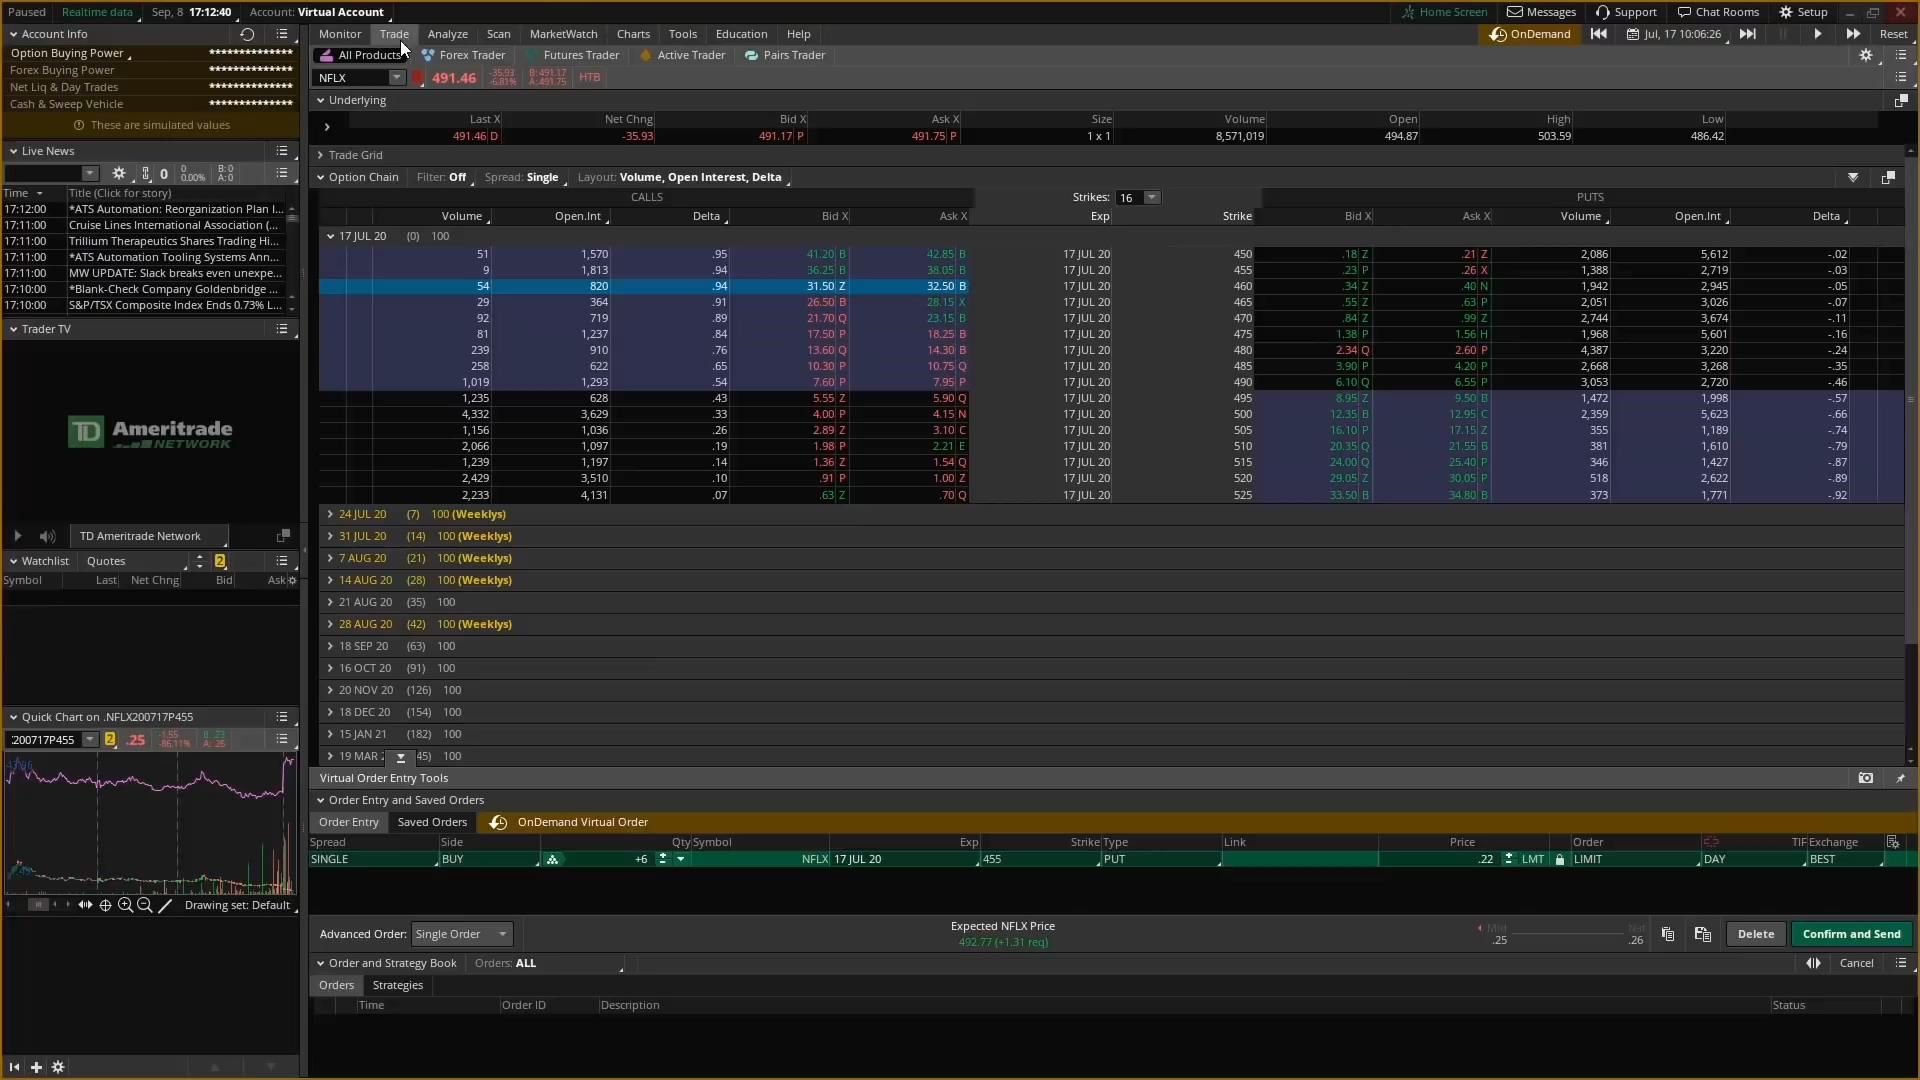 Paused Realtime data Sep, 8 17:12:40 Account: Virtual Account Home Screen Messages Support Chat Rooms Setup
Account Info
Option Buying Power **************
Forex Buying Power **************
Net Liq & Day Trades **************
Cash & Sweep Vehicle **************
These are simulated values
Live News
0 0 0.00% B: 0 A: 0
Time Title (Click for story)
17:12:00 *ATS Automation: Reorganization Plan I...
17:11:00 Cruise Lines International Association (...
17:11:00 Trillium Therapeutics Shares Trading Hi...
17:11:00 *ATS Automation Tooling Systems Ann...
17:11:00 MW UPDATE: Slack breaks even unexpe...
17:10:00 *Blank-Check Company Goldenbridge ...
17:10:00 S&P/TSX Composite Index Ends 0.73% L...
Trader TV
TD Ameritrade NETWORK
TD Ameritrade Network
Watchlist Quotes 2
Symbol Last Net Chng Bid Ask
Quick Chart on .NFLX200717P455
:200717P455 2 .25 -1.55 -86.11%
Drawing set: Default
Monitor Trade Analyze Scan MarketWatch Charts Tools Education Help OnDemand Jul, 17 10:06:26 Reset
All Products Forex Trader Futures Trader Active Trader Pairs Trader
NFLX 491.46 -35.93 -6.81% B: 491.17 A: 491.75 HTB
Underlying
Last X Net Chng Bid X Ask X Size Volume Open High Low
491.46 D -35.93 491.17 P 491.75 P 1 x 1 8,571,019 494.87 503.59 486.42
Trade Grid
Option Chain Filter: Off Spread: Single Layout: Volume, Open Interest, Delta
CALLS Strikes: 16 PUTS
Volume Open.Int Delta Bid X Ask X Exp Strike Bid X Ask X Volume Open.Int Delta
17 JUL 20 (0) 100
51 1,570 .95 41.20 B 42.85 B 17 JUL 20 450 .18 Z .21 Z 2,086 5,612 -.02
9 1,813 .94 36.25 B 38.05 B 17 JUL 20 455 .23 P .26 X 1,388 2,719 -.03
54 820 .94 31.50 Z 32.50 B 17 JUL 20 460 .34 Z .40 N 1,942 2,945 -.05
29 364 .91 26.50 B 28.15 X 17 JUL 20 465 .55 Z .63 P 2,051 3,026 -.07
92 719 .89 21.70 Q 23.15 B 17 JUL 20 470 .84 Z .99 Z 2,744 3,674 -.11
81 1,237 .84 17.50 P 18.25 B 17 JUL 20 475 1.38 P 1.56 H 1,968 5,601 -.16
239 910 .76 13.60 Q 14.30 B 17 JUL 20 480 2.34 Q 2.60 P 4,387 3,220 -.24
258 622 .65 10.30 P 10.75 Q 17 JUL 20 485 3.90 P 4.20 P 2,668 3,268 -.35
1,019 1,293 .54 7.60 P 7.95 P 17 JUL 20 490 6.10 Q 6.55 P 3,053 2,720 -.46
1,235 628 .43 5.55 Z 5.90 Q 17 JUL 20 495 8.95 Z 9.50 B 1,472 1,998 -.57
4,332 3,629 .33 4.00 P 4.15 N 17 JUL 20 500 12.35 B 12.95 C 2,359 5,623 -.66
1,156 1,036 .26 2.89 Z 3.10 C 17 JUL 20 505 16.10 P 17.15 Z 355 1,189 -.74
2,066 1,097 .19 1.98 P 2.21 E 17 JUL 20 510 20.35 Q 21.55 B 381 1,610 -.79
1,239 1,197 .14 1.36 Z 1.54 Q 17 JUL 20 515 24.00 Q 25.40 P 346 1,427 -.87
2,429 3,510 .10 .91 P 1.00 Z 17 JUL 20 520 29.05 Z 30.05 P 518 2,622 -.89
2,233 4,131 .07 .63 Z .70 Q 17 JUL 20 525 33.50 B 34.80 B 373 1,771 -.92
24 JUL 20 (7) 100 (Weeklys)
31 JUL 20 (14) 100 (Weeklys)
7 AUG 20 (21) 100 (Weeklys)
14 AUG 20 (28) 100 (Weeklys)
21 AUG 20 (35) 100
28 AUG 20 (42) 100 (Weeklys)
18 SEP 20 (63) 100
16 OCT 20 (91) 100
20 NOV 20 (126) 100
18 DEC 20 (154) 100
15 JAN 21 (182) 100
19 MAR 45) 100
Virtual Order Entry Tools
Order Entry and Saved Orders
Order Entry Saved Orders OnDemand Virtual Order
Spread Side Qty Symbol Exp Strike Type Link Price Order TIF Exchange
SINGLE BUY +6 NFLX 17 JUL 20 455 PUT .22 LMT LIMIT DAY BEST
Advanced Order: Single Order Expected NFLX Price 492.77 (+1.31 req) Mid .25 Nat .26 Delete Confirm and Send
Order and Strategy Book Orders: ALL Cancel
Orders Strategies
Time Order ID Description Status